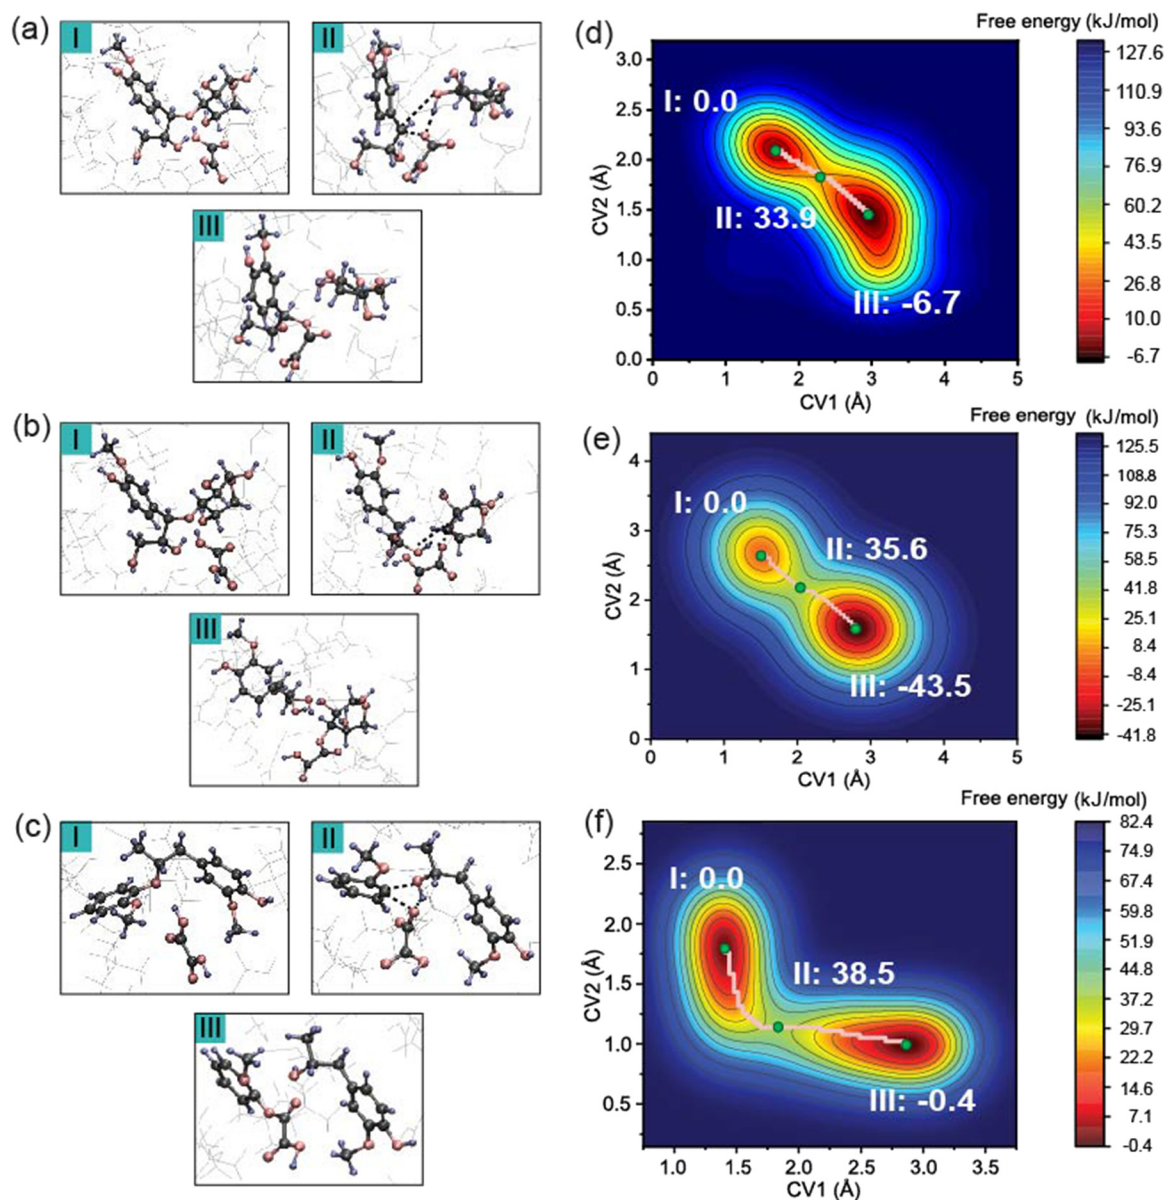 (a)
I
II
III
(d)
Free energy (kJ/mol)
3.0
2.5
2.0
1.5
1.0
0.5
0.0
CV2 (Å)
0 1 2 3 4 5
CV1 (Å)
I: 0.0
II: 33.9
III: -6.7
127.6
110.9
93.6
76.9
60.2
43.5
26.8
10.0
-6.7
(b)
I
II
III
(e)
Free energy (kJ/mol)
4
3
2
1
0
CV2 (Å)
0 1 2 3 4 5
CV1 (Å)
I: 0.0
II: 35.6
III: -43.5
125.5
108.8
92.0
75.3
58.5
41.8
25.1
8.4
-8.4
-25.1
-41.8
(c)
I
II
III
(f)
Free energy (kJ/mol)
2.5
2.0
1.5
1.0
0.5
CV2 (Å)
1.0 1.5 2.0 2.5 3.0 3.5
CV1 (Å)
I: 0.0
II: 38.5
III: -0.4
82.4
74.9
67.4
59.8
51.9
44.8
37.2
29.7
22.2
14.6
7.1
-0.4